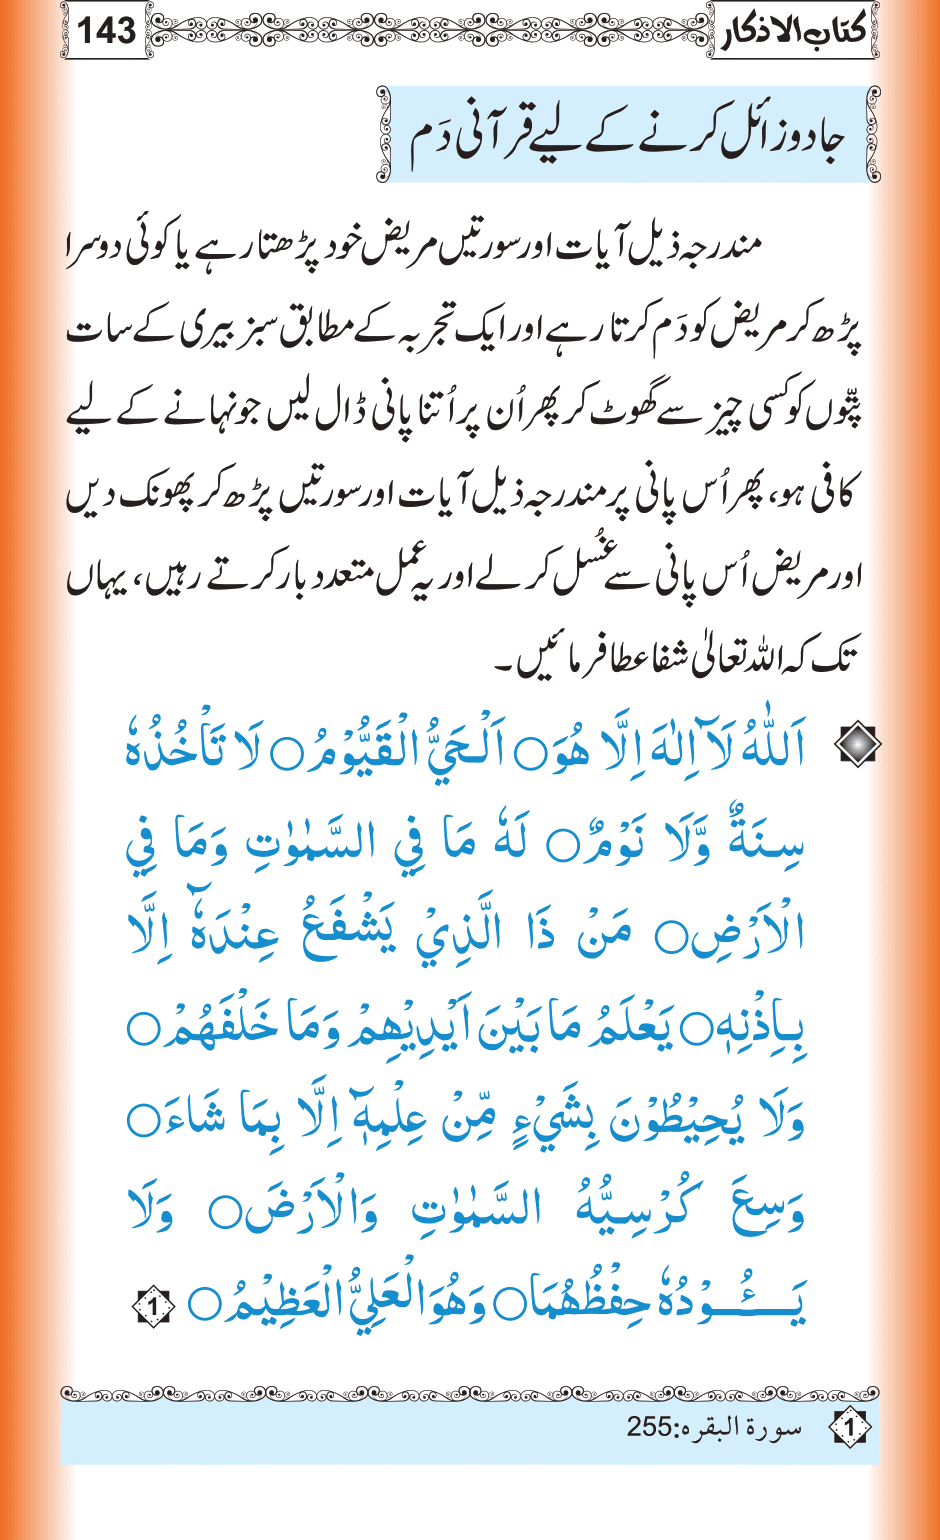 کتاب الاذکار 143
جادو زائل کرنے کے لیے قرآنی دَم
مندرجہ ذیل آیات اور سورتیں مریض خود پڑھتا رہے یا کوئی دوسرا
پڑھ کر مریض کو دَم کرتا رہے اور ایک تجربہ کے مطابق سبز بیری کے سات
پتّوں کو کسی چیز سے گھوٹ کر پھر اُن پر اُتنا پانی ڈال لیں جو نہانے کے لیے
کافی ہو، پھر اُس پانی پر مندرجہ ذیل آیات اور سورتیں پڑھ کر پھونک دیں
اور مریض اُس پانی سے غُسل کر لے اور یہ عمل متعدد بار کرتے رہیں، یہاں
تک کہ اللہ تعالیٰ شفا عطا فرمائیں۔
اَللّٰهُ لَآ اِلٰهَ اِلَّا هُوَ○ اَلْحَيُّ الْقَيُّوْمُ○ لَا تَاْخُذُهٗ
سِنَةٌ وَّلَا نَوْمٌ○ لَهٗ مَا فِي السَّمٰوٰتِ وَمَا فِي
الْاَرْضِ○ مَنْ ذَا الَّذِيْ يَشْفَعُ عِنْدَهٗٓ اِلَّا
بِاِذْنِهٖ○ يَعْلَمُ مَا بَيْنَ اَيْدِيْهِمْ وَمَا خَلْفَهُمْ○
وَلَا يُحِيْطُوْنَ بِشَيْءٍ مِّنْ عِلْمِهٖٓ اِلَّا بِمَا شَاءَ○
وَسِعَ كُرْسِيُّهُ السَّمٰوٰتِ وَالْاَرْضَ○ وَلَا
يَـُٔوْدُهٗ حِفْظُهُمَا○ وَهُوَ الْعَلِيُّ الْعَظِيْمُ○ 1
1 سورة البقره:255